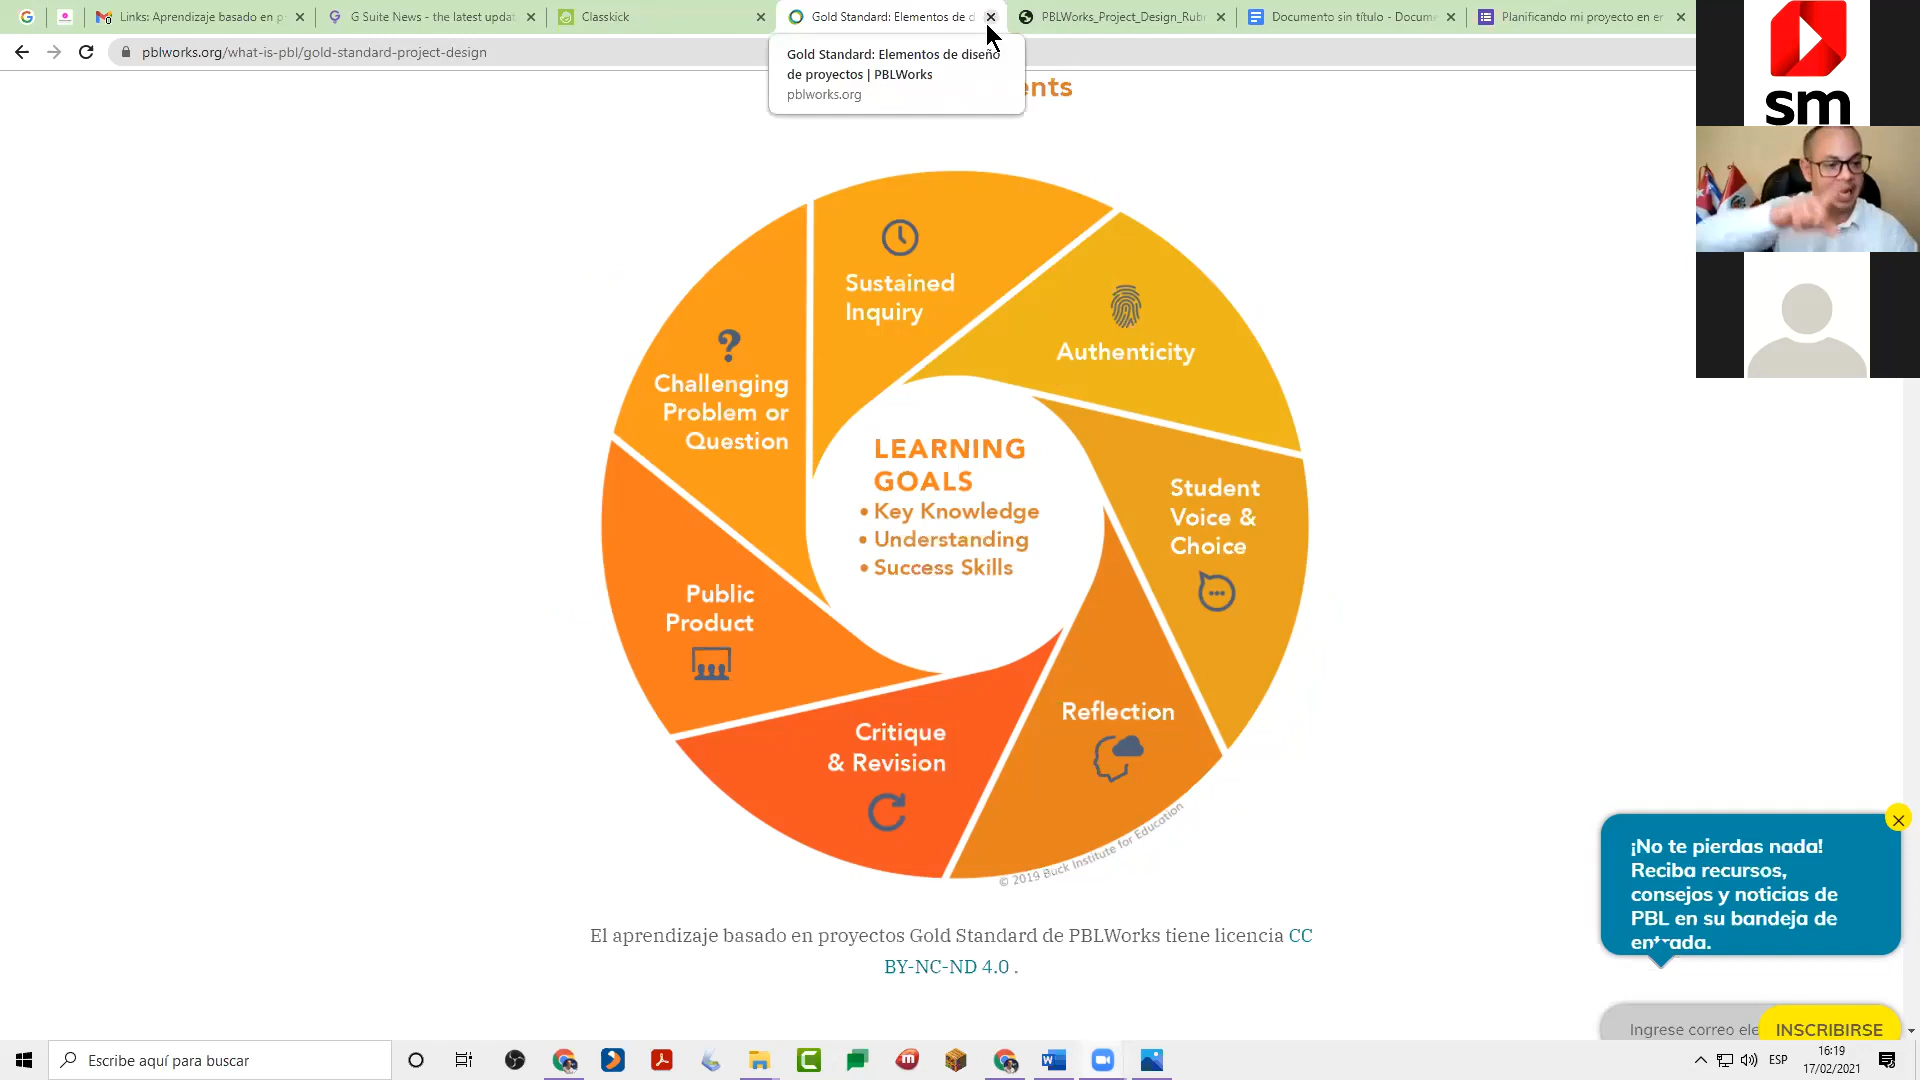 Links: Aprendizaje basado en p
G Suite News - the latest updat
Classkick
Gold Standard: Elementos de d
PBLWorks_Project_Design_Rubr
Documento sin título - Docume
Planificando mi proyecto en er
pblworks.org/what-is-pbl/gold-standard-project-design
Gold Standard: Elementos de diseño
de proyectos | PBLWorks
pblworks.org
ents
sm
Sustained
Inquiry
Authenticity
Challenging
Problem or
Question
LEARNING
GOALS
• Key Knowledge
• Understanding
• Success Skills
Student
Voice &
Choice
Public
Product
Reflection
Critique
& Revision
© 2019 Buck Institute for Education
El aprendizaje basado en proyectos Gold Standard de PBLWorks tiene licencia CC
BY-NC-ND 4.0 .
¡No te pierdas nada!
Reciba recursos,
consejos y noticias de
PBL en su bandeja de
entrada.
Ingrese correo ele
INSCRIBIRSE
Escribe aquí para buscar
ESP
16:19
17/02/2021